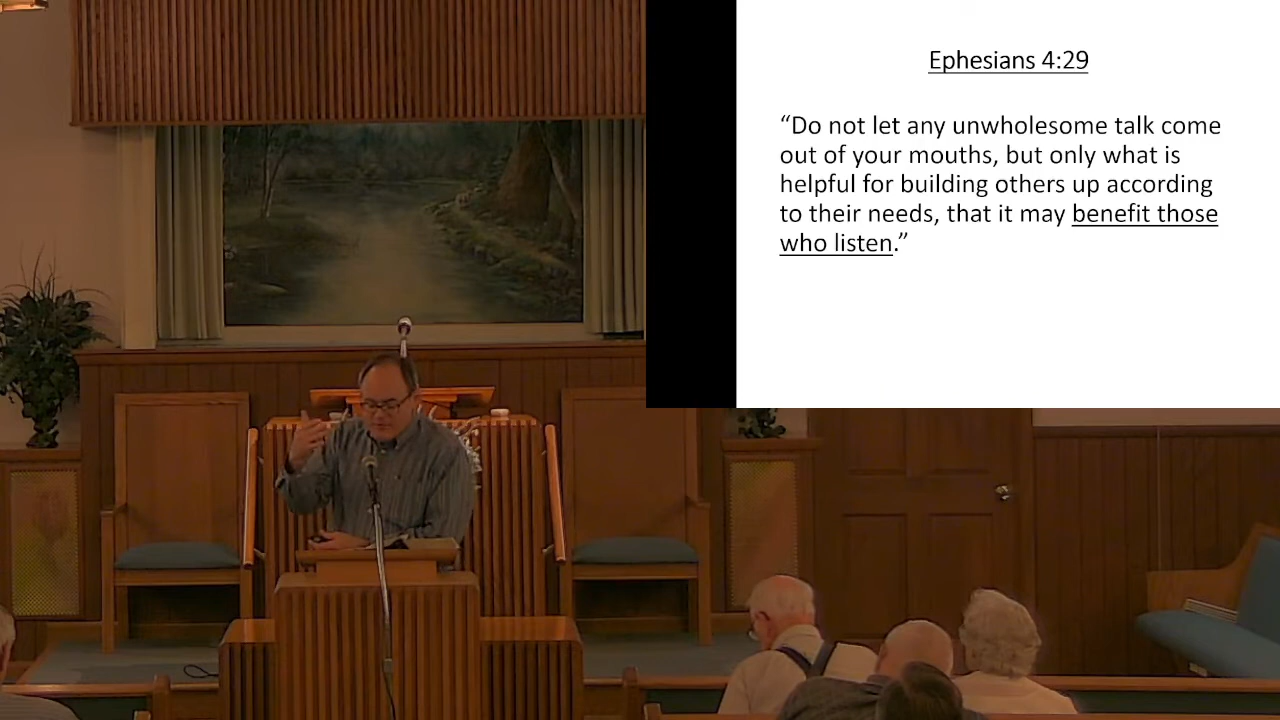 Ephesians 4:29
“Do not let any unwholesome talk come
out of your mouths, but only what is
helpful for building others up according
to their needs, that it may benefit those
who listen.”